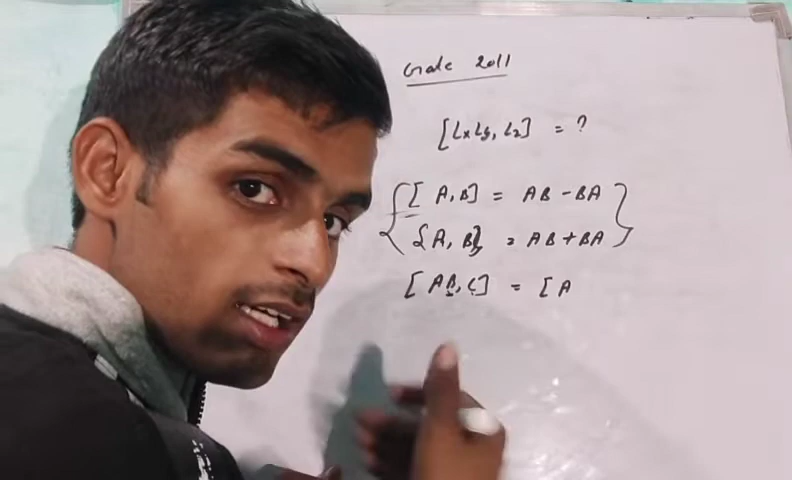 Gate 2011
[LxLy, Lz] = ?
{[A, B] = AB - BA}
{A, B} = AB + BA
[AB, C] = [A